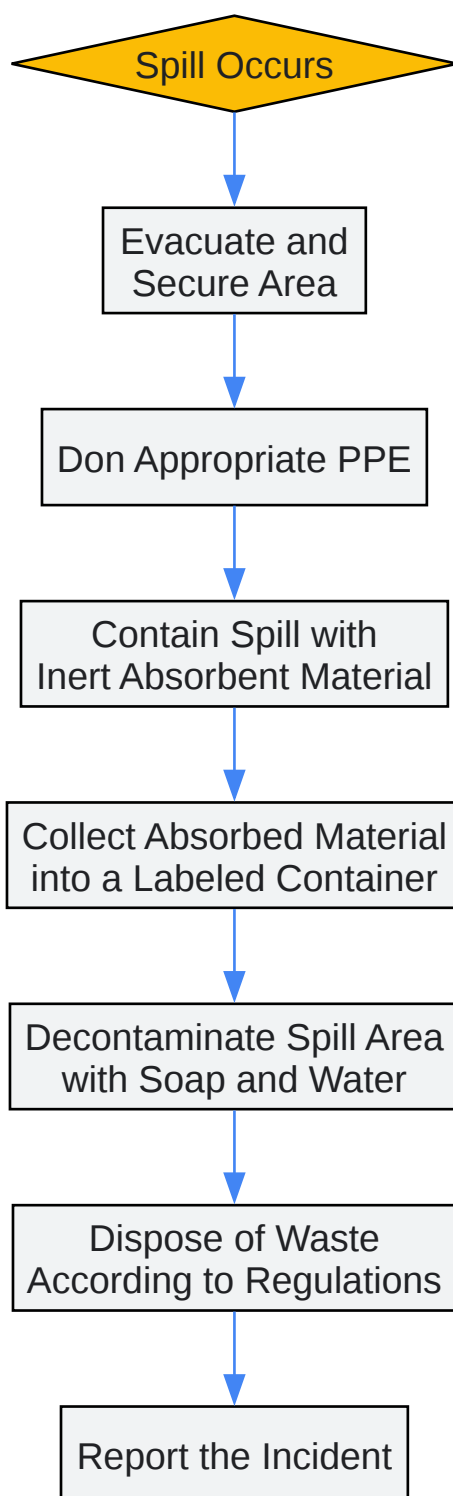 Spill Occurs
Evacuate and
Secure Area
Don Appropriate PPE
Contain Spill with
Inert Absorbent Material
Collect Absorbed Material
into a Labeled Container
Decontaminate Spill Area
with Soap and Water
Dispose of Waste
According to Regulations
Report the Incident